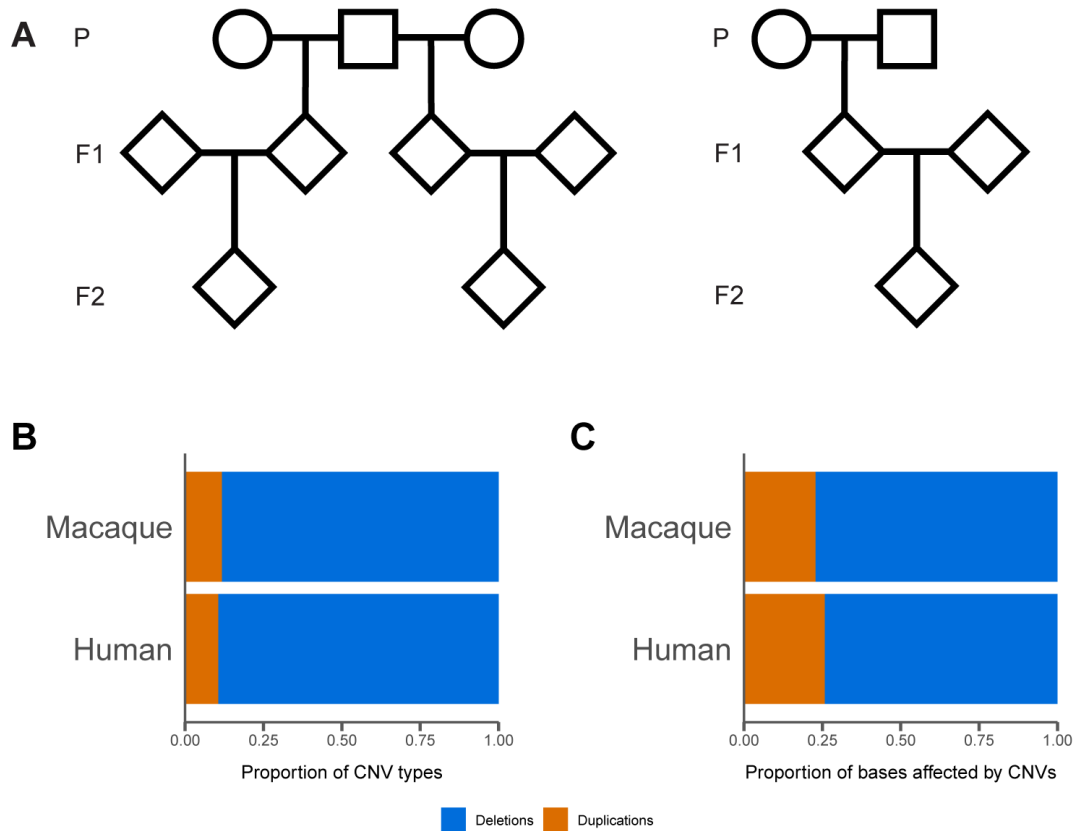 A
P
P
F1
F1
F2
F2
B
C
Macaque
Human
0.00 0.25 0.50 0.75 1.00
Proportion of CNV types
Macaque
Human
0.00 0.25 0.50 0.75 1.00
Proportion of bases affected by CNVs
Deletions Duplications